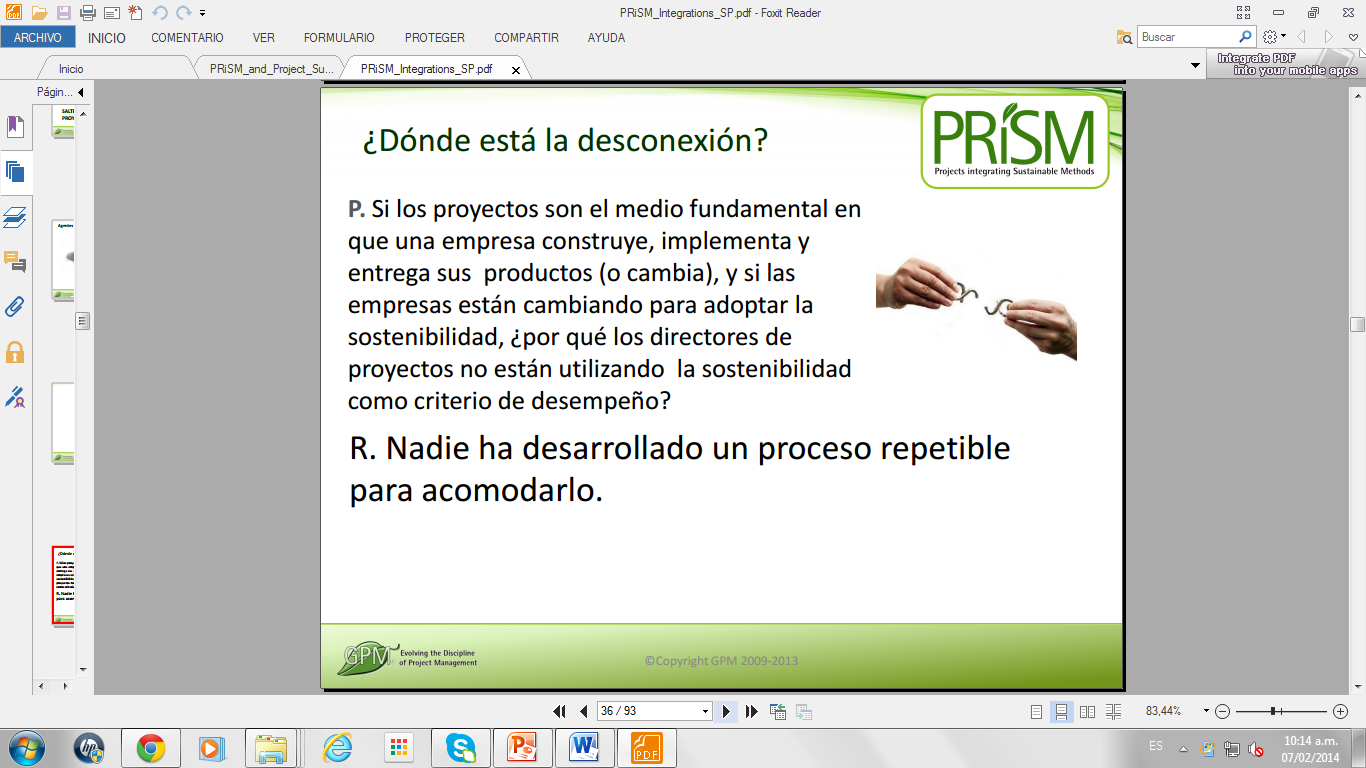 PRiSM_Integrations_SP.pdf - Foxit Reader
ARCHIVO INICIO COMENTARIO VER FORMULARIO PROTEGER COMPARTIR AYUDA
Buscar
Inicio PRiSM_and_Project_Su... PRiSM_Integrations_SP.pdf
Integrate PDF
into your mobile apps
Págin...
¿Dónde está la desconexión?
PRiSM
Projects integrating Sustainable Methods
P. Si los proyectos son el medio fundamental en
que una empresa construye, implementa y
entrega sus productos (o cambia), y si las
empresas están cambiando para adoptar la
sostenibilidad, ¿por qué los directores de
proyectos no están utilizando la sostenibilidad
como criterio de desempeño?
R. Nadie ha desarrollado un proceso repetible
para acomodarlo.
GPM
Evolving the Discipline
of Project Management
©Copyright GPM 2009-2013
36 / 93
83,44%
ES
10:14 a.m.
07/02/2014